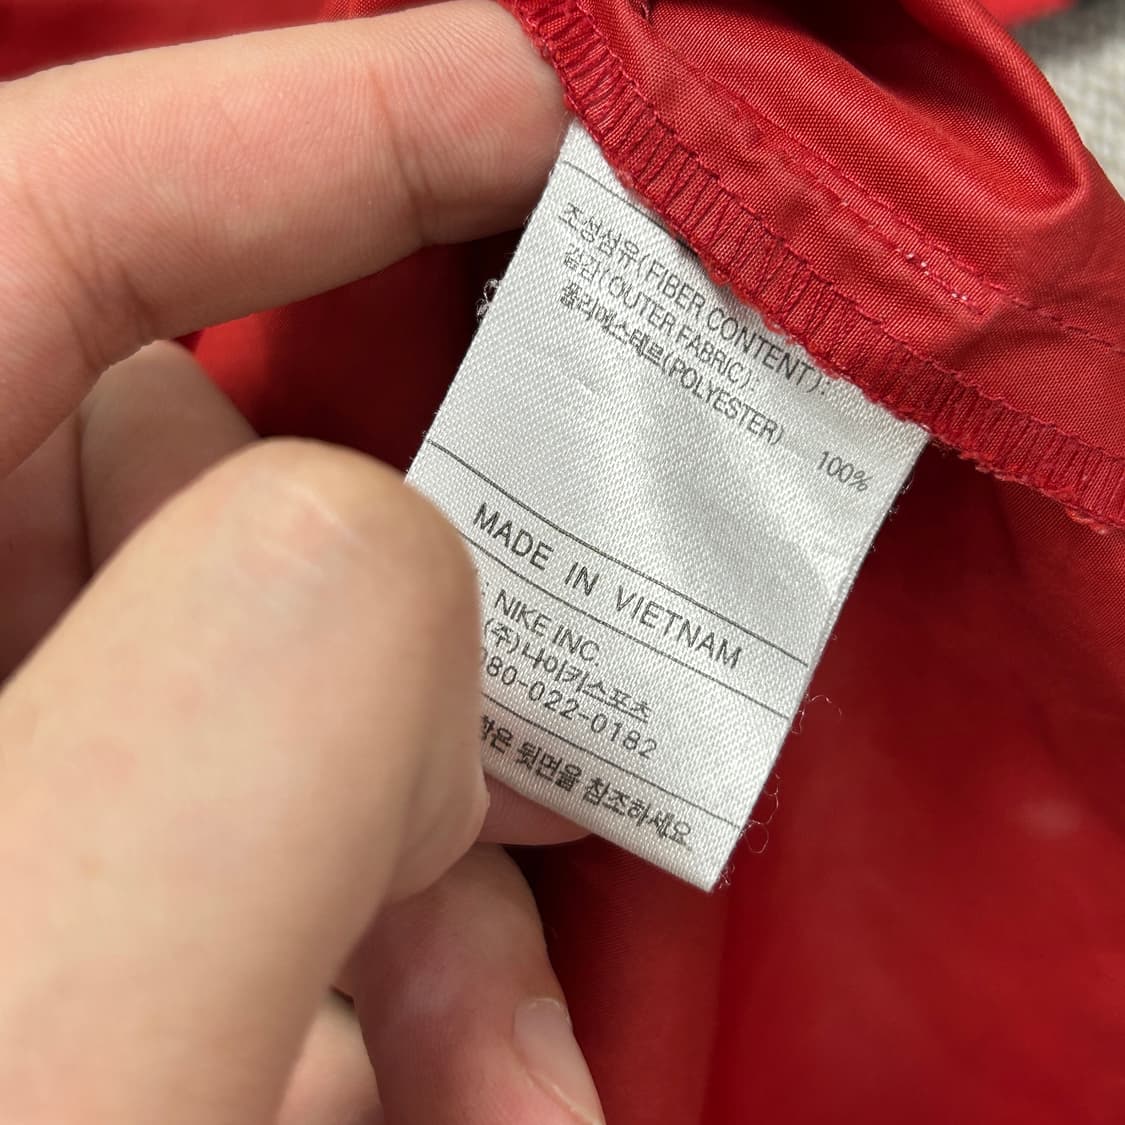 조성섬유(FIBER CONTENT):
겉감(OUTER FABRIC):
폴리에스테르(POLYESTER) 100%
MADE IN VIETNAM
: NIKE INC.
(주)나이키스포츠
080-022-0182
뒷면을 참조하세요